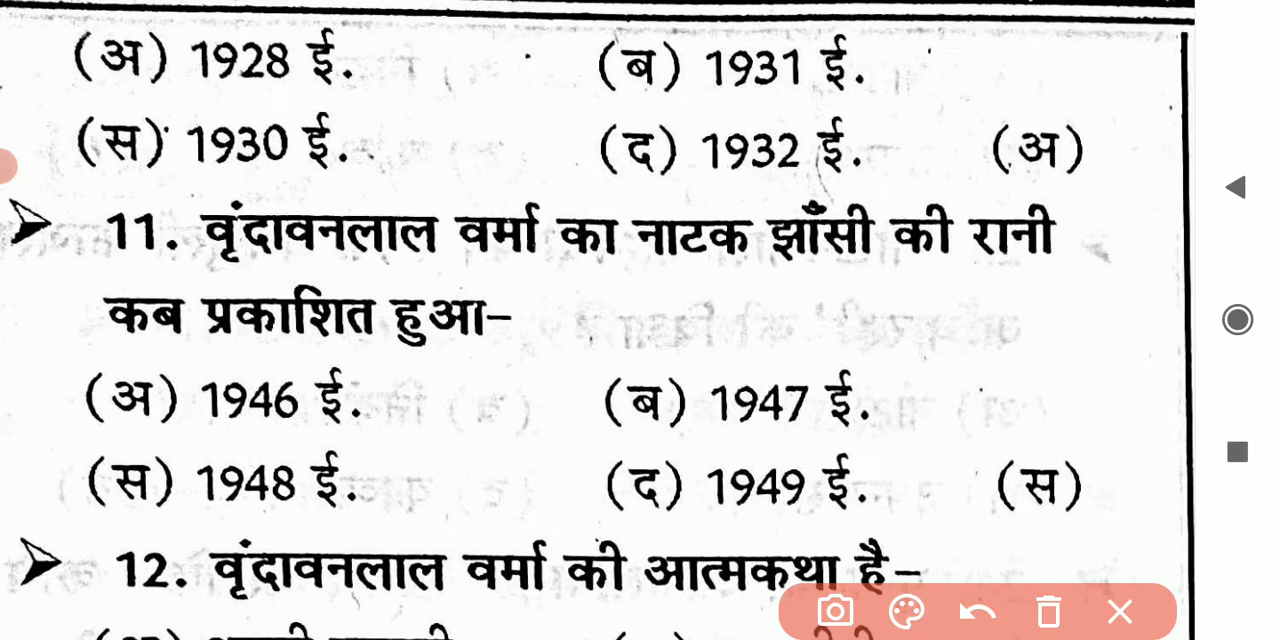 (अ) 1928 ई. (ब) 1931 ई.
(स) 1930 ई. (द) 1932 ई. (अ)
11. वृंदावनलाल वर्मा का नाटक झाँसी की रानी
कब प्रकाशित हुआ-
(अ) 1946 ई. (ब) 1947 ई.
(स) 1948 ई. (द) 1949 ई. (स)
12. वृंदावनलाल वर्मा की आत्मकथा है-